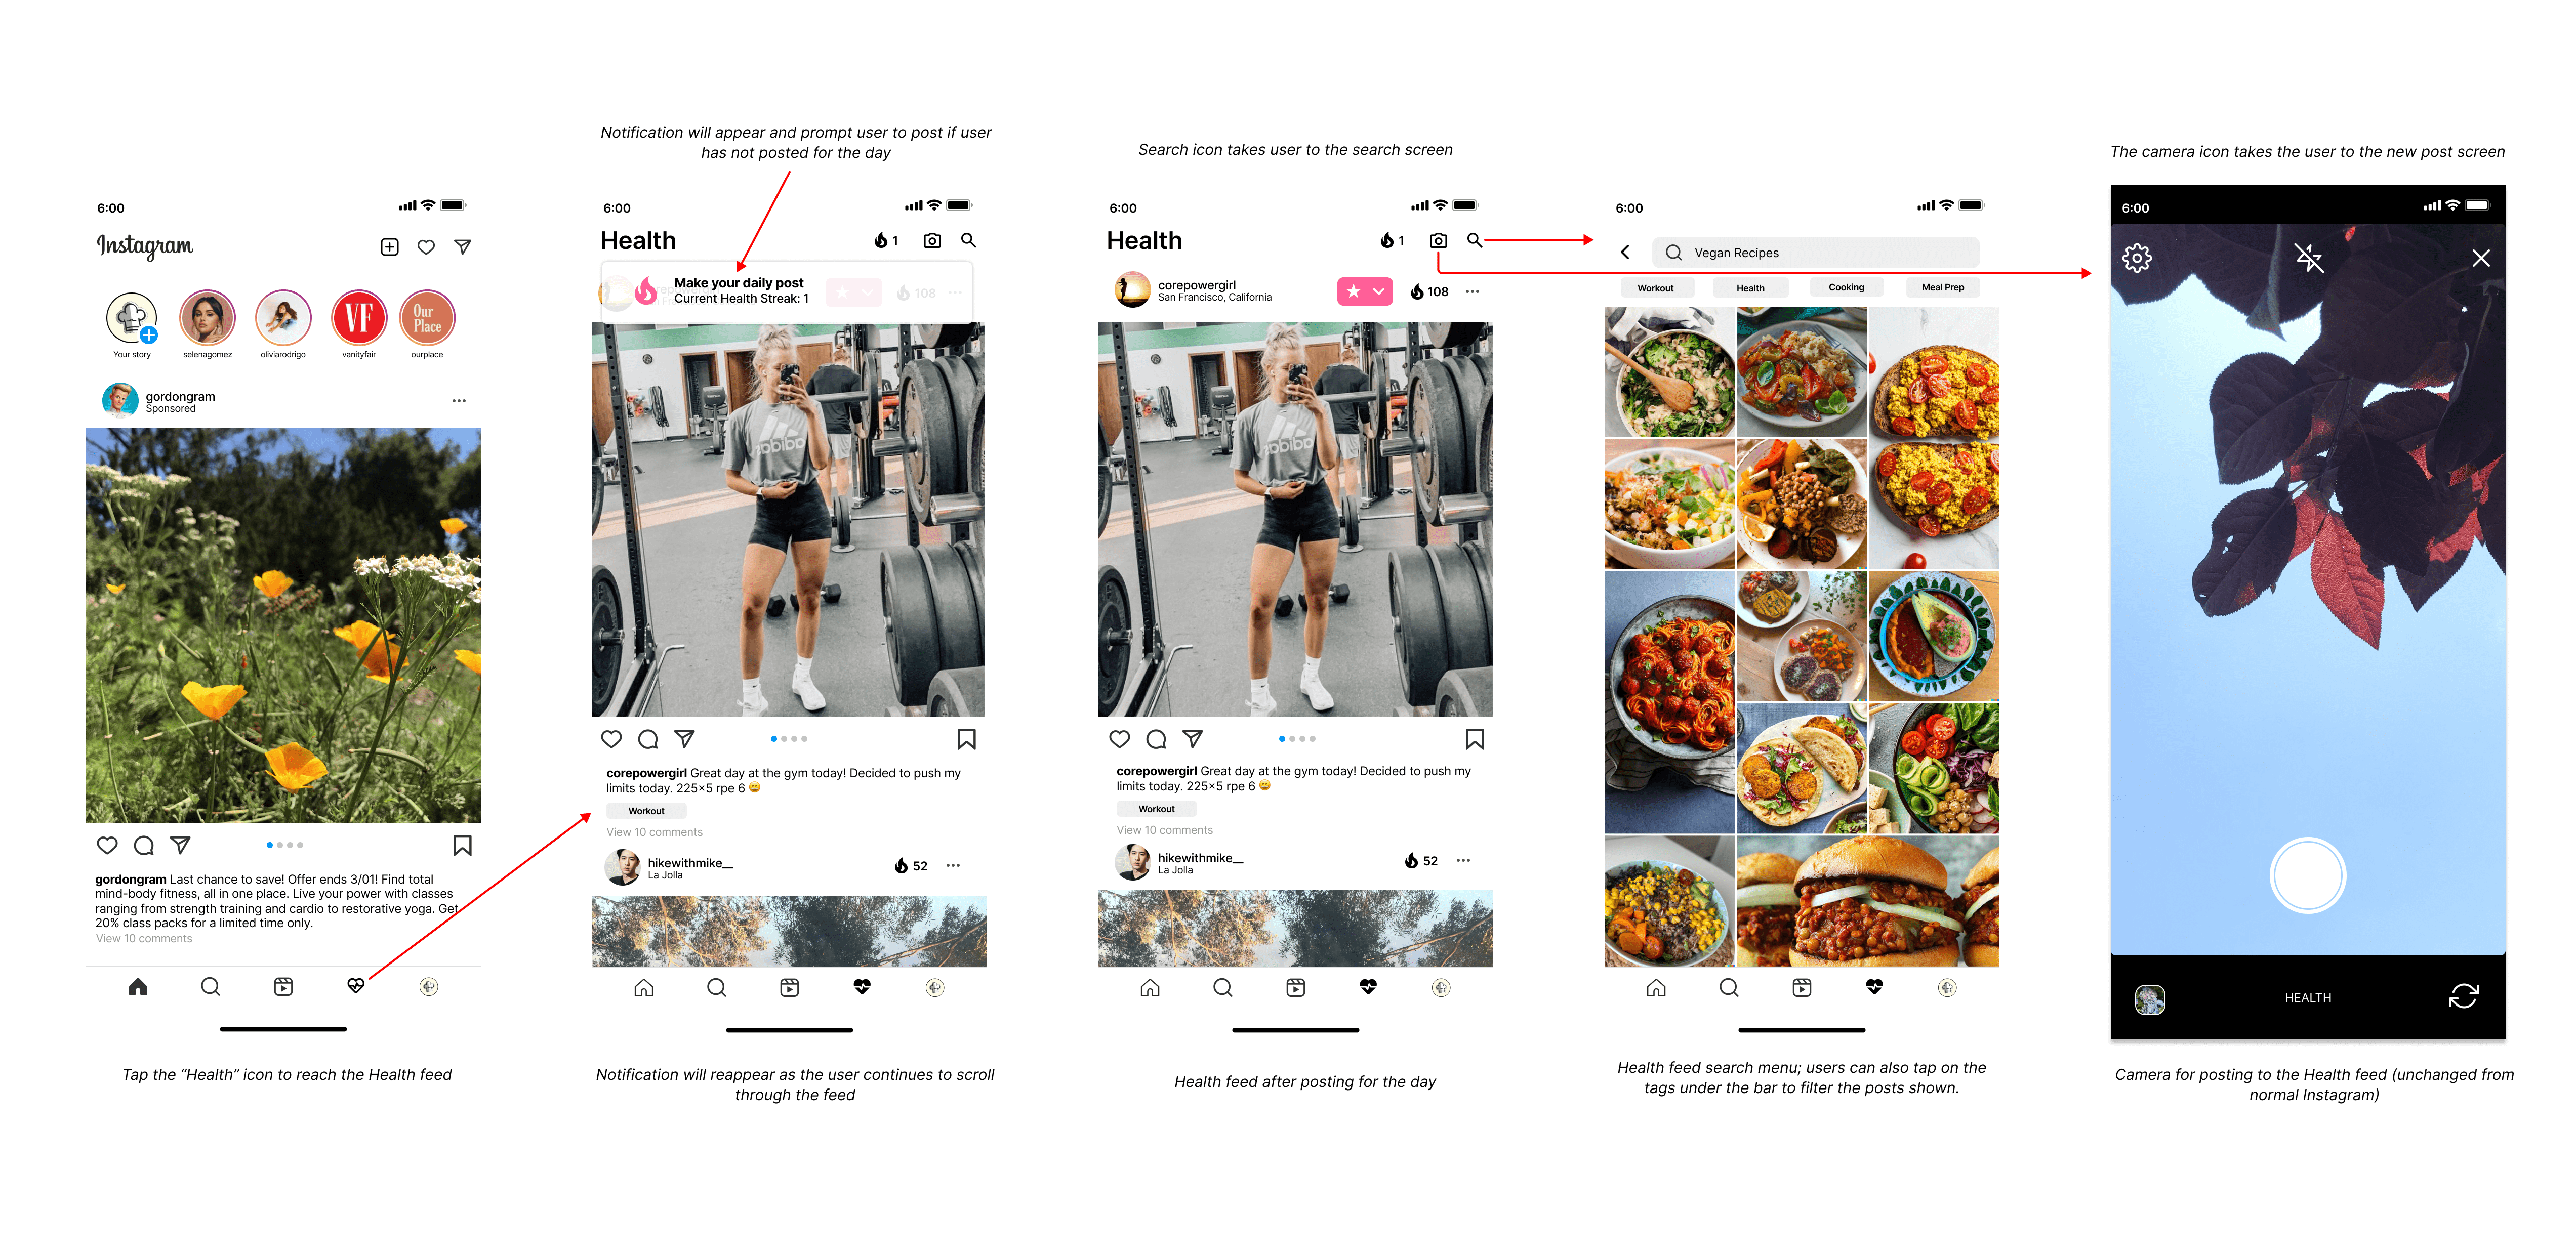 Notification will appear and prompt user to post if user
has not posted for the day
Search icon takes user to the search screen
The camera icon takes the user to the new post screen
6:00
Instagram
Your story
selenagomez
oliviarodrigo
VF
vanityfair
Our
Place
ourplace
gordongram
Sponsored
gordongram Last chance to save! Offer ends 3/01! Find total
mind-body fitness, all in one place. Live your power with classes
ranging from strength training and cardio to restorative yoga. Get
20% class packs for a limited time only.
View 10 comments
Tap the “Health” icon to reach the Health feed
6:00
Health
1
Make your daily post
Current Health Streak: 1
108
adidas
corepowergirl Great day at the gym today! Decided to push my
limits today. 225x5 rpe 6 😄
Workout
View 10 comments
hikewithmike__
La Jolla
52
Notification will reappear as the user continues to scroll
through the feed
6:00
Health
1
corepowergirl
San Francisco, California
108
adidas
corepowergirl Great day at the gym today! Decided to push my
limits today. 225x5 rpe 6 😄
Workout
View 10 comments
hikewithmike__
La Jolla
52
Health feed after posting for the day
6:00
Vegan Recipes
Workout
Health
Cooking
Meal Prep
Health feed search menu; users can also tap on the
tags under the bar to filter the posts shown.
6:00
HEALTH
Camera for posting to the Health feed (unchanged from
normal Instagram)